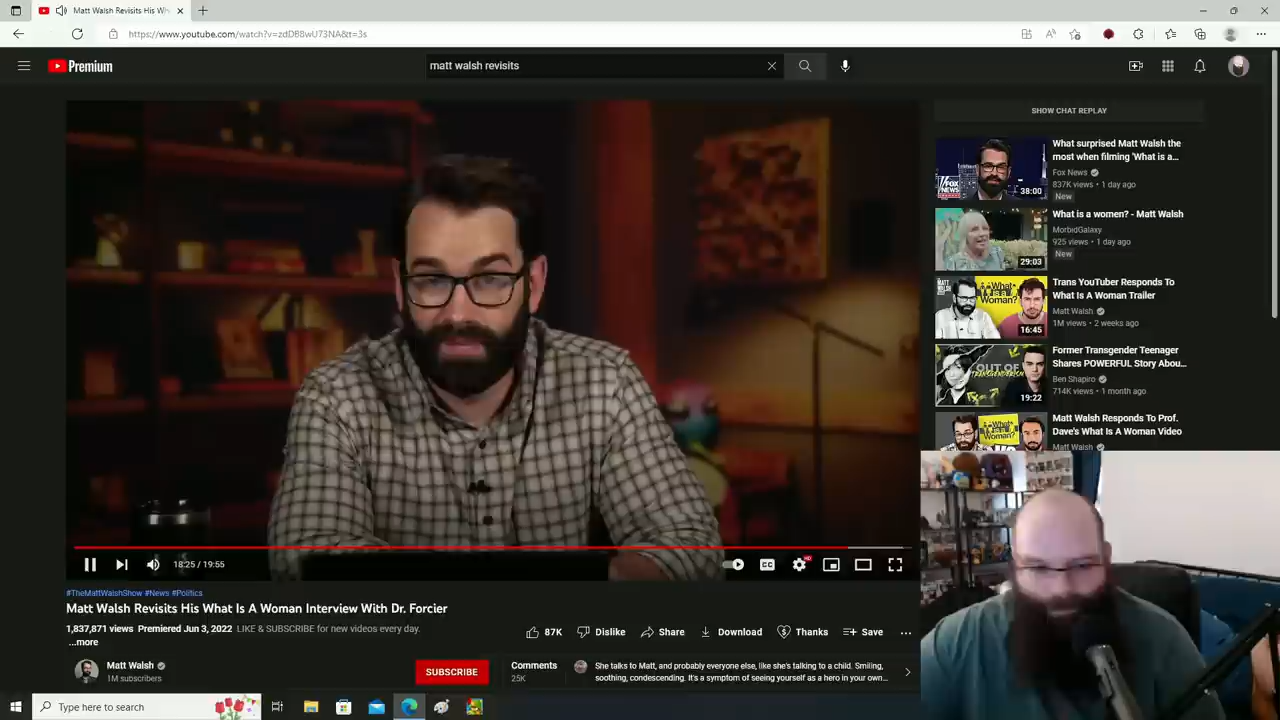 Matt Walsh Revisits His Wh
https://www.youtube.com/watch?v=zdDB8wU73NA&t=3s
Premium
matt walsh revisits
SHOW CHAT REPLAY
What surprised Matt Walsh the
most when filming 'What is a...
Fox News
837K views • 1 day ago
New
38:00
What is a women? - Matt Walsh
MorbidGalaxy
925 views • 1 day ago
New
29:03
Trans YouTuber Responds To
What Is A Woman Trailer
Matt Walsh
1M views • 2 weeks ago
16:45
Former Transgender Teenager
Shares POWERFUL Story Abou...
Ben Shapiro
714K views • 1 month ago
OUT OF
TRANSGENDERISM
19:22
Matt Walsh Responds To Prof.
Dave's What Is A Woman Video
Matt Walsh
18:25 / 19:55
#TheMattWalshShow #News #Politics
Matt Walsh Revisits His What Is A Woman Interview With Dr. Forcier
1,837,871 views Premiered Jun 3, 2022 LIKE & SUBSCRIBE for new videos every day.
...more
87K Dislike Share Download Thanks Save
Matt Walsh
1M subscribers
SUBSCRIBE
Comments
25K
She talks to Matt, and probably everyone else, like she's talking to a child. Smiling,
soothing, condescending. It's a symptom of seeing yourself as a hero in your own...
Type here to search